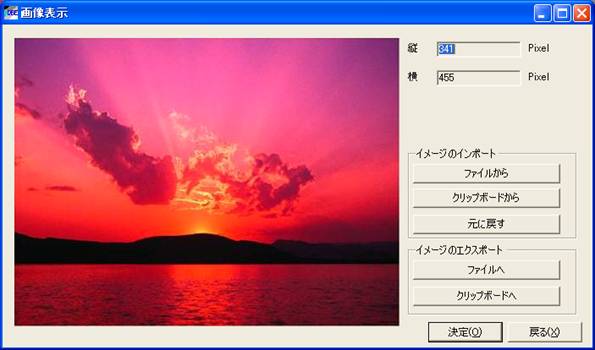 画像表示
縦 341 Pixel
横 455 Pixel
イメージのインポート
ファイルから
クリップボードから
元に戻す
イメージのエクスポート
ファイルへ
クリップボードへ
決定(O) 戻る(X)